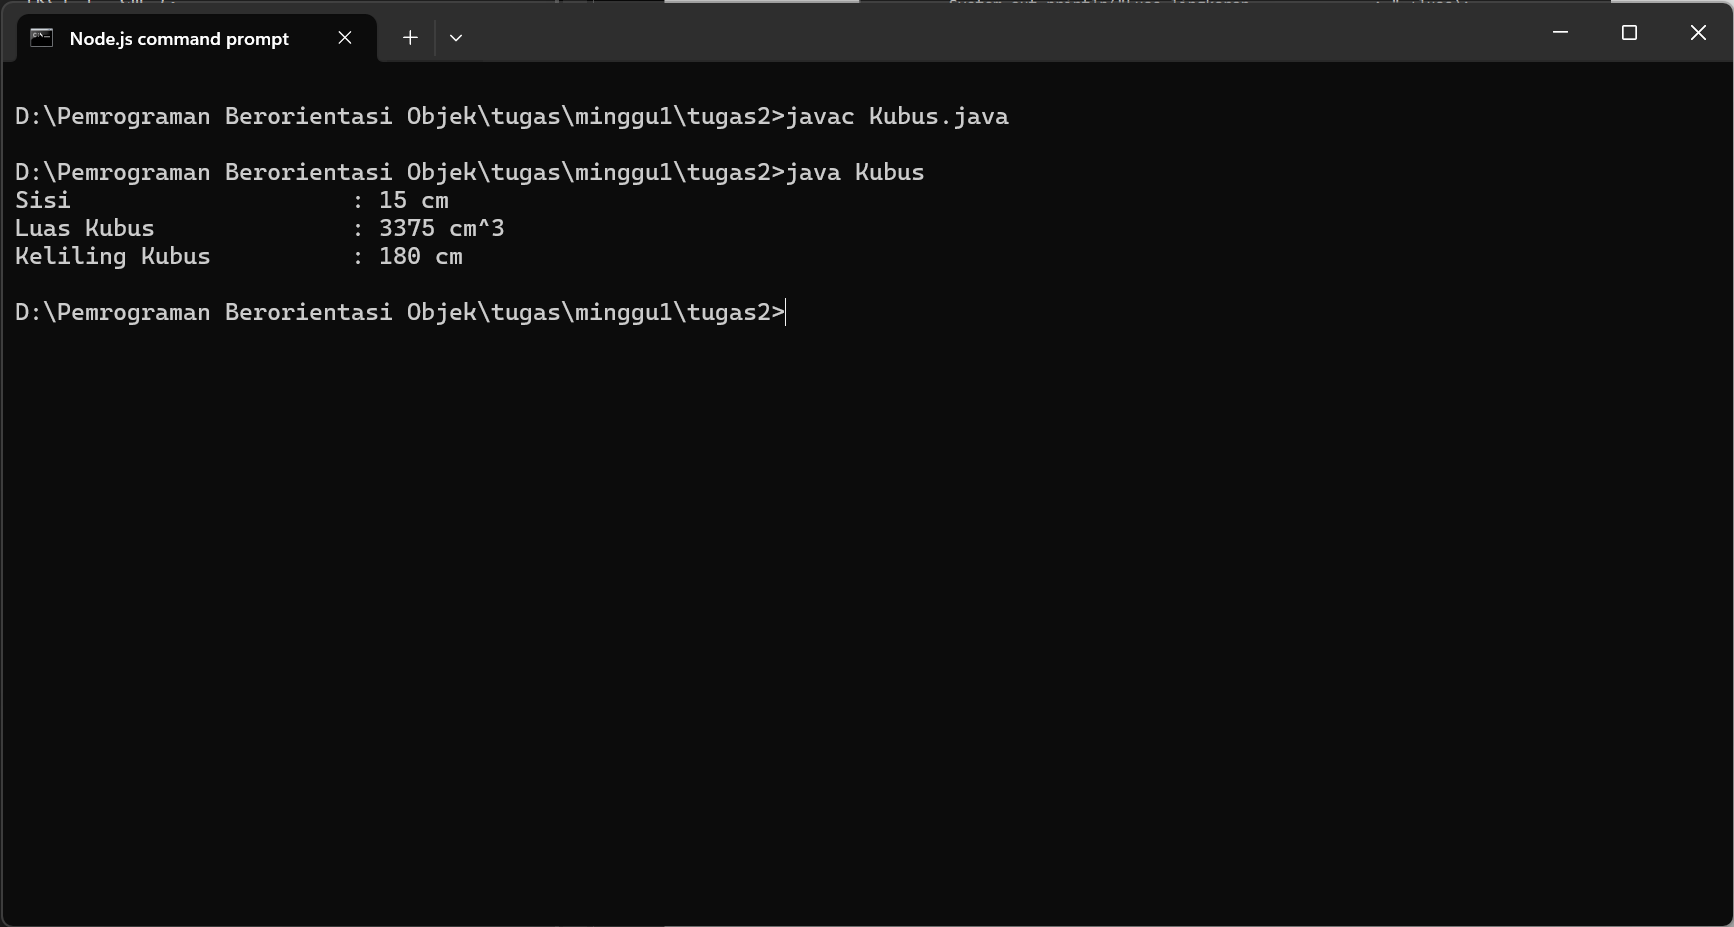 Node.js command prompt
D:\Pemrograman Berorientasi Objek\tugas\minggu1\tugas2>javac Kubus.java
D:\Pemrograman Berorientasi Objek\tugas\minggu1\tugas2>java Kubus
Sisi                    : 15 cm
Luas Kubus              : 3375 cm^3
Keliling Kubus          : 180 cm
D:\Pemrograman Berorientasi Objek\tugas\minggu1\tugas2>